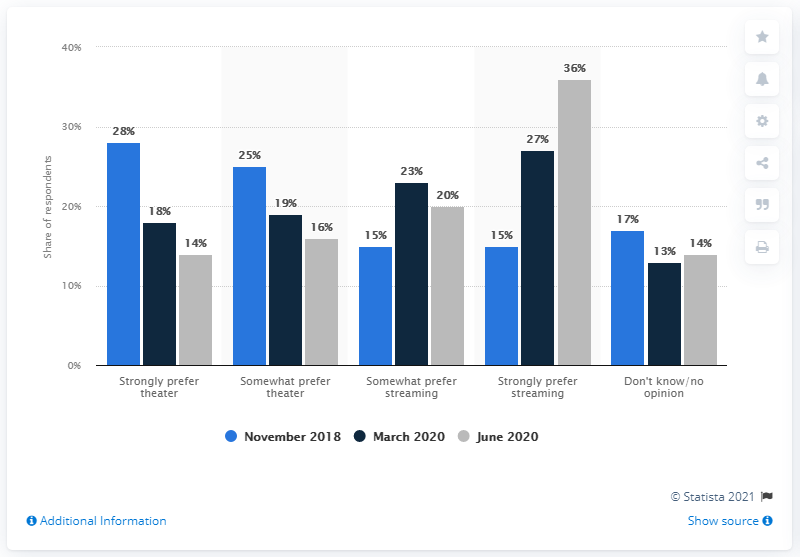 40%
30%
20%
10%
0%
Share of respondents
28%
18%
14%
25%
19%
16%
15%
23%
20%
15%
27%
36%
17%
13%
14%
Strongly prefer
theater
Somewhat prefer
theater
Somewhat prefer
streaming
Strongly prefer
streaming
Don't know/no
opinion
November 2018 March 2020 June 2020
© Statista 2021
Additional Information Show source